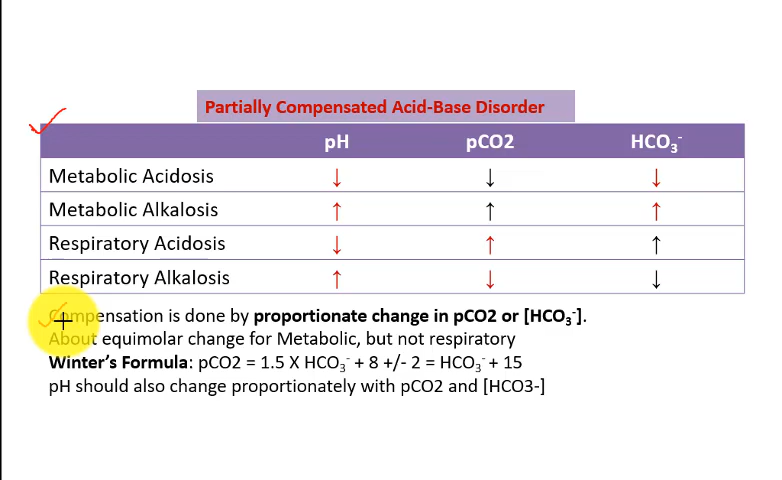 Partially Compensated Acid-Base Disorder
pH pCO2 HCO₃⁻
Metabolic Acidosis ↓ ↓ ↓
Metabolic Alkalosis ↑ ↑ ↑
Respiratory Acidosis ↓ ↑ ↑
Respiratory Alkalosis ↑ ↓ ↓
Compensation is done by proportionate change in pCO2 or [HCO₃⁻].
About equimolar change for Metabolic, but not respiratory
Winter's Formula: pCO2 = 1.5 X HCO₃⁻ + 8 +/- 2 = HCO₃⁻ + 15
pH should also change proportionately with pCO2 and [HCO3-]